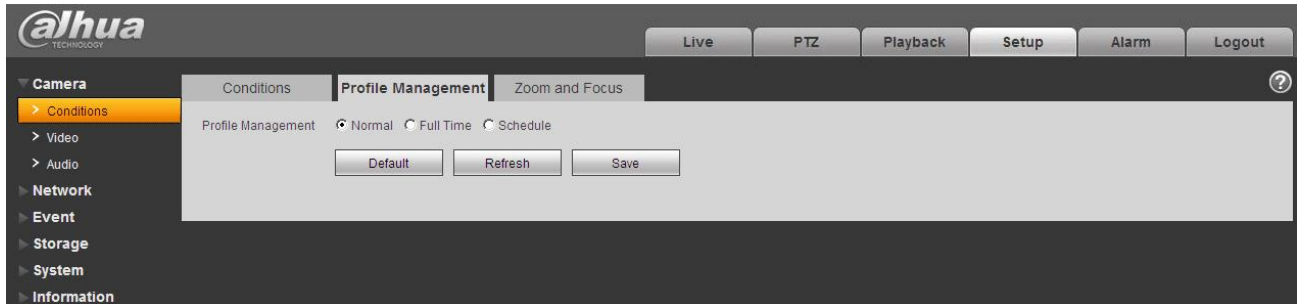 alhua
TECHNOLOGY
Live PTZ Playback Setup Alarm Logout
Camera
Conditions Profile Management Zoom and Focus ?
> Conditions
Profile Management Normal Full Time Schedule
> Video
Default Refresh Save
> Audio
Network
Event
Storage
System
Information